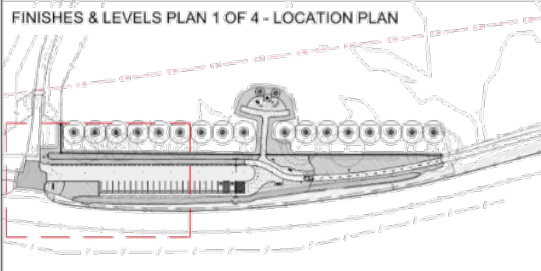 FINISHES & LEVELS PLAN 1 OF 4 - LOCATION PLAN